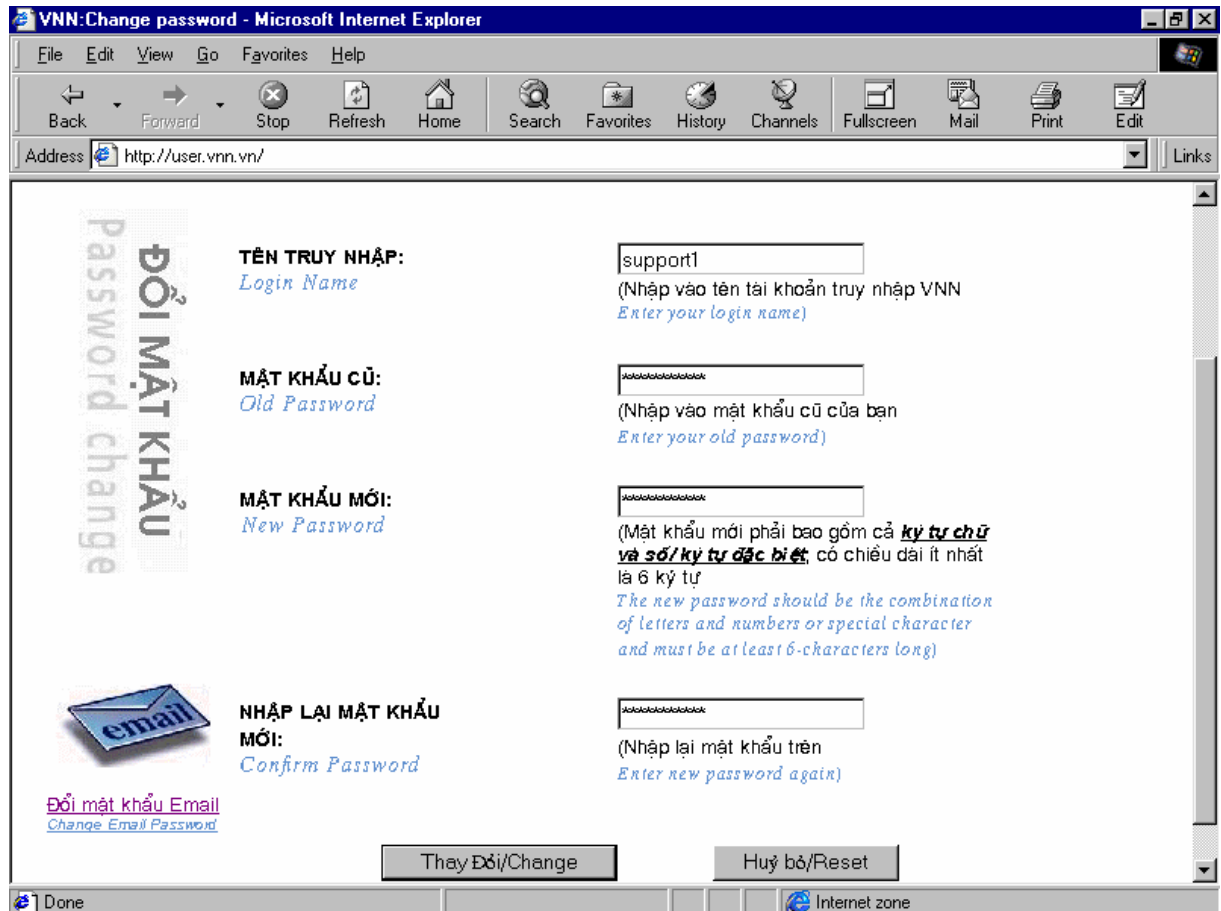 VNN:Change password - Microsoft Internet Explorer
File Edit View Go Favorites Help
Back Forward Stop Refresh Home Search Favorites History Channels Fullscreen Mail Print Edit
Address http://user.vnn.vn/ Links
password change
ĐỔI MẬT KHẨU
TÊN TRUY NHẬP:
Login Name
support1
(Nhập vào tên tài khoản truy nhập VNN
Enter your login name)
MẬT KHẨU CŨ:
Old Password
************
(Nhập vào mật khẩu cũ của bạn
Enter your old password)
MẬT KHẨU MỚI:
New Password
************
(Mật khẩu mới phải bao gồm cả ký tự chữ
và số/ký tự đặc biệt, có chiều dài ít nhất
là 6 ký tự
The new password should be the combination
of letters and numbers or special character
and must be at least 6-characters long)
email
NHẬP LẠI MẬT KHẨU
MỚI:
Confirm Password
************
(Nhập lại mật khẩu trên
Enter new password again)
Đổi mật khẩu Email
Change Email Password
Thay Đổi/Change Huỷ bỏ/Reset
Done Internet zone